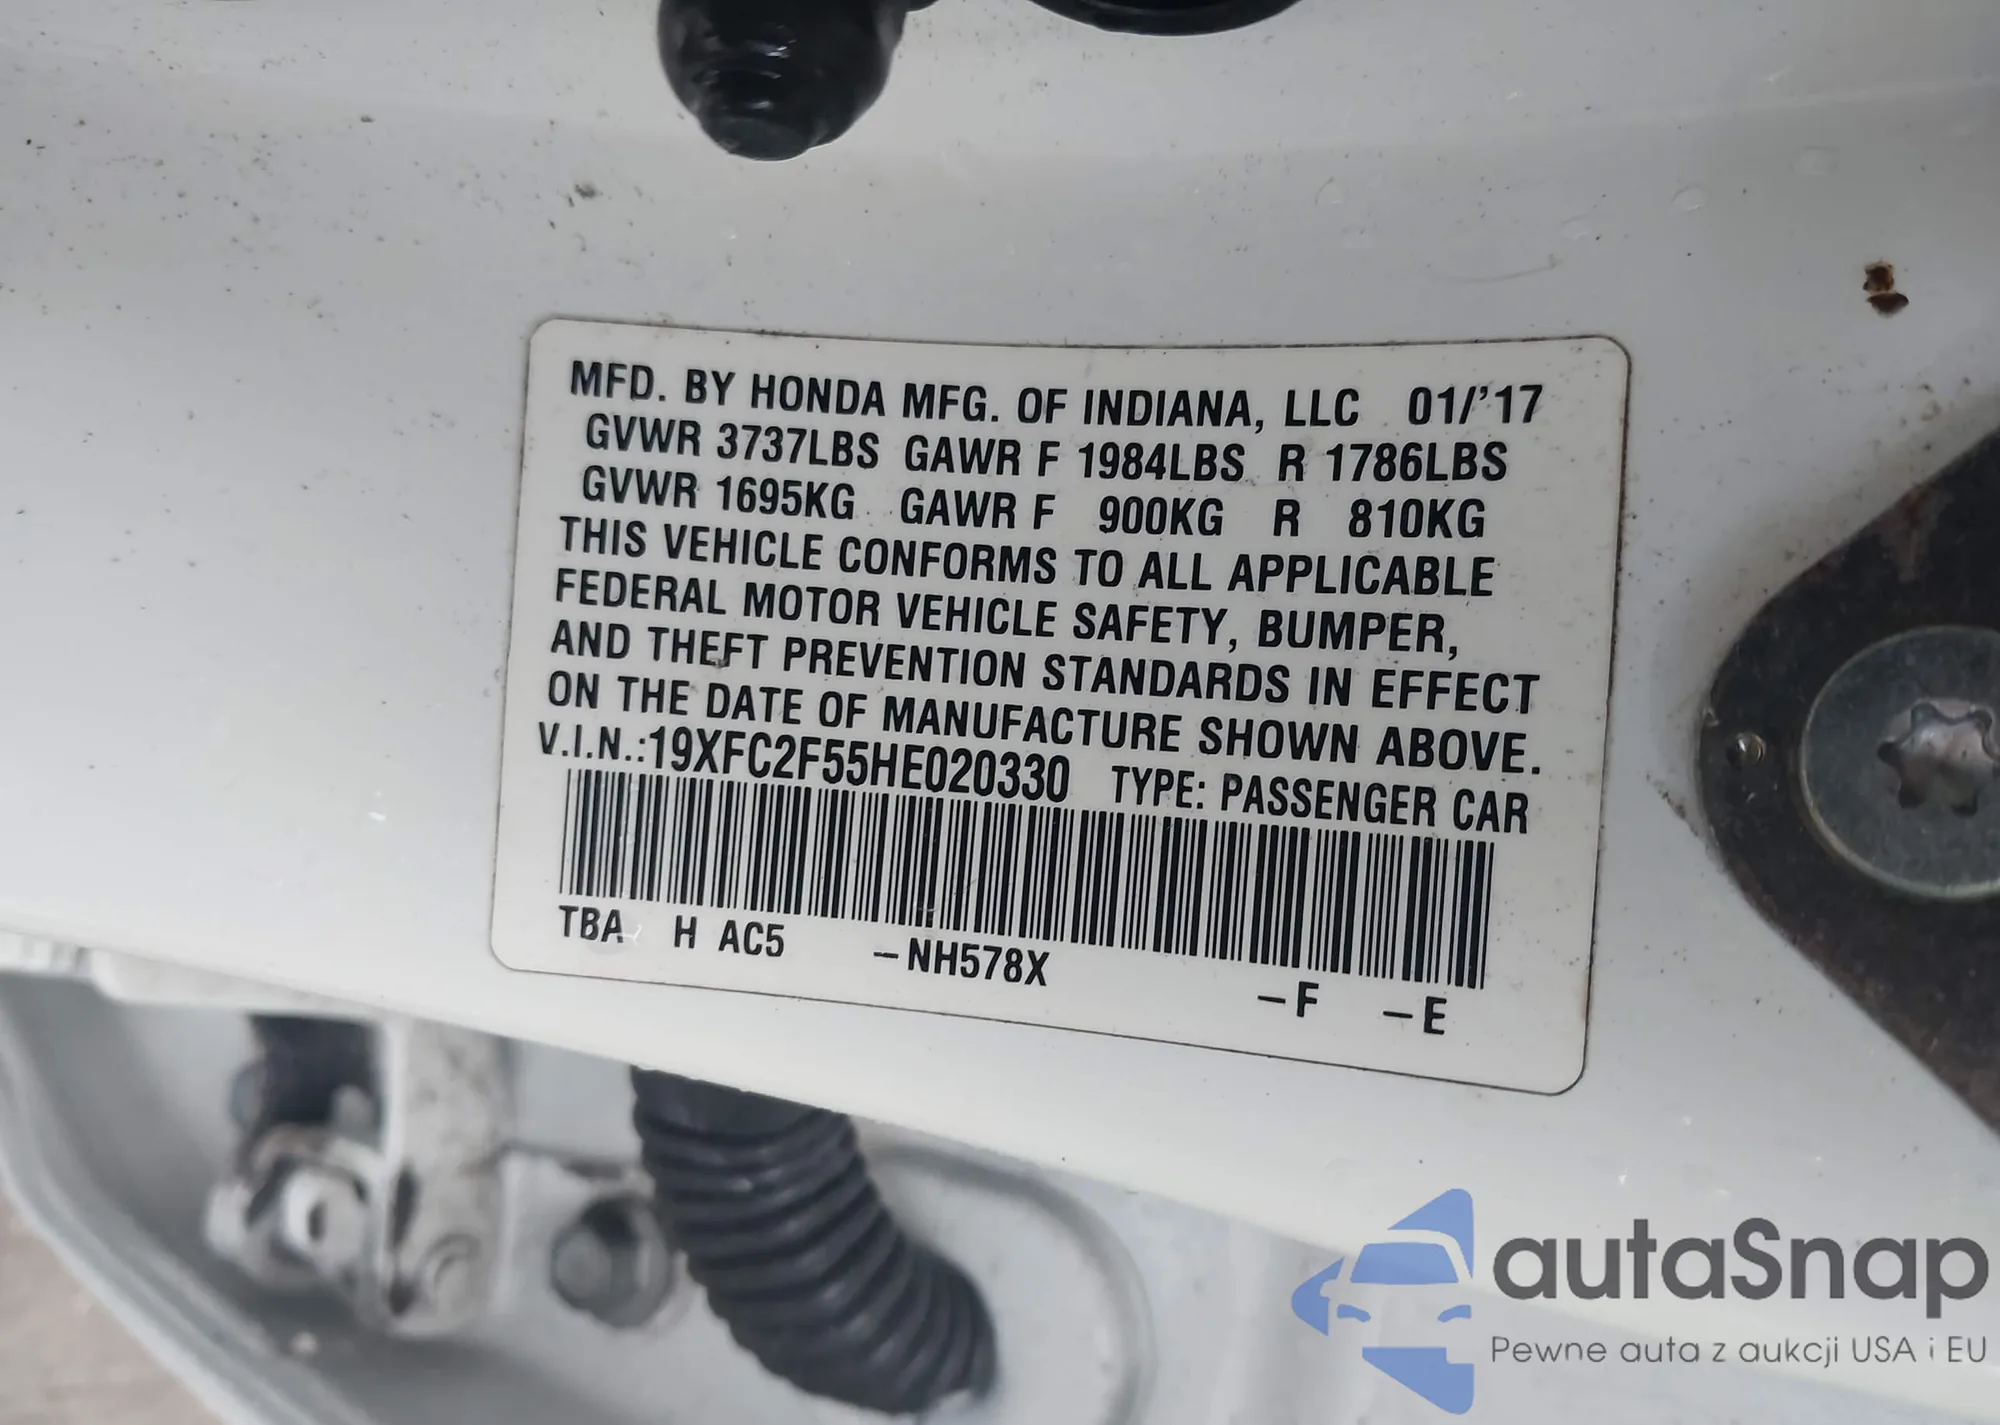 MFD. BY HONDA MFG. OF INDIANA, LLC 01/'17
GVWR 3737LBS GAWR F 1984LBS R 1786LBS
GVWR 1695KG GAWR F 900KG R 810KG
THIS VEHICLE CONFORMS TO ALL APPLICABLE
FEDERAL MOTOR VEHICLE SAFETY, BUMPER,
AND THEFT PREVENTION STANDARDS IN EFFECT
ON THE DATE OF MANUFACTURE SHOWN ABOVE.
V.I.N.:19XFC2F55HE020330 TYPE: PASSENGER CAR
TBA H AC5 -NH578X -F -E
autaSnap
Pewne auta z aukcji USA i EU